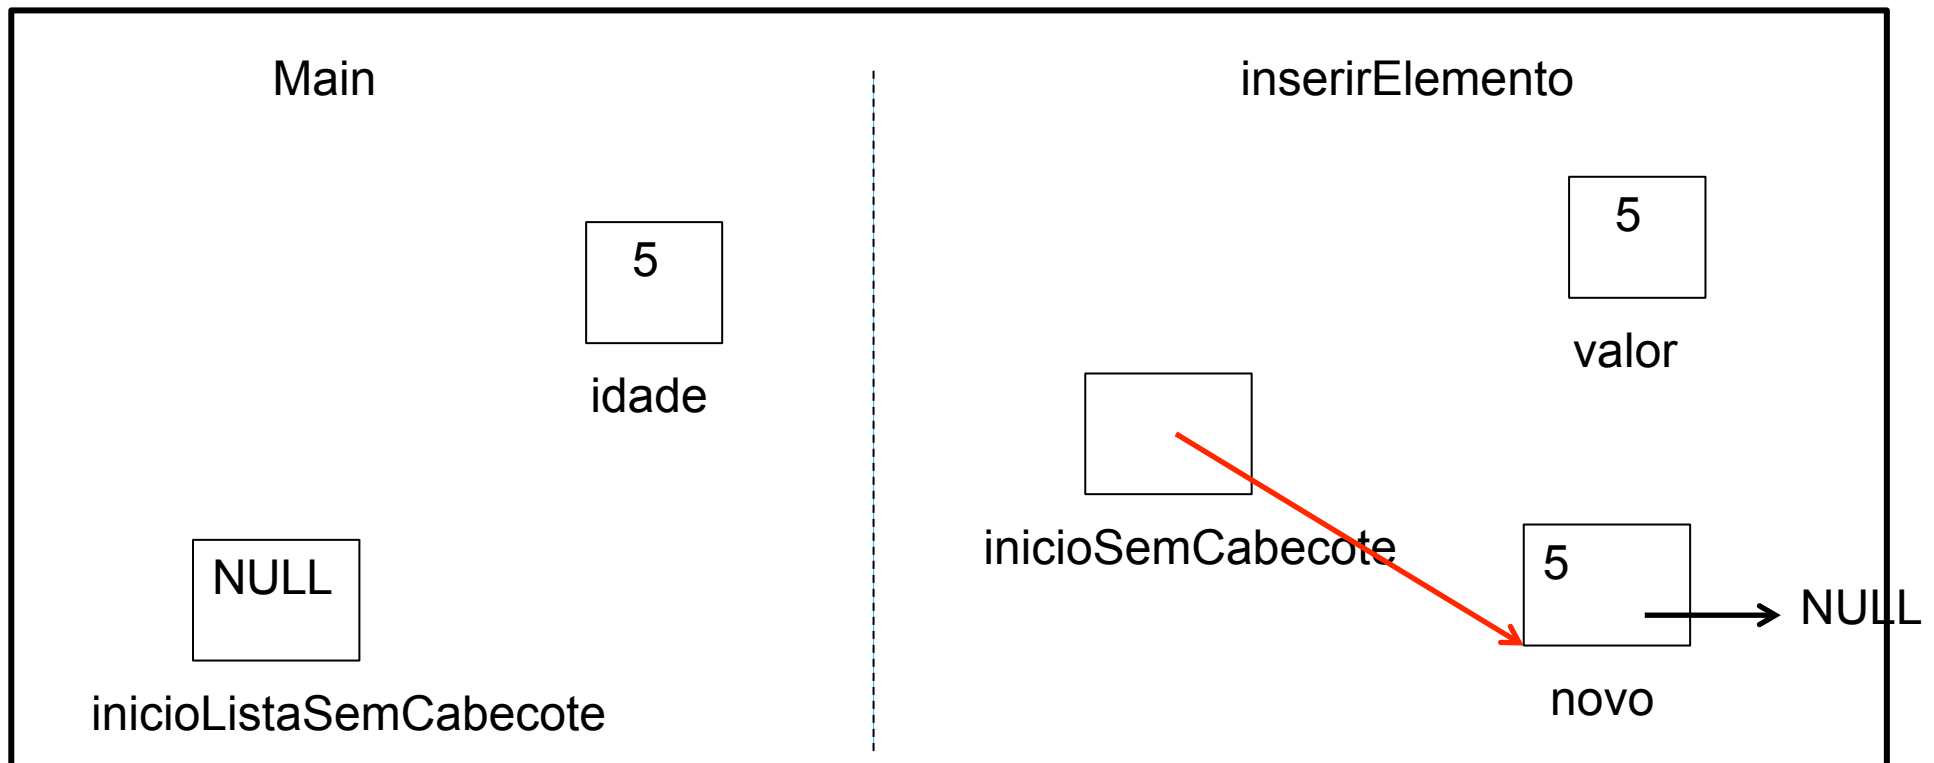 Main
5
idade
NULL
inicioListaSemCabecote
inserirElemento
5
valor
inicioSemCabecote
5
NULL
novo